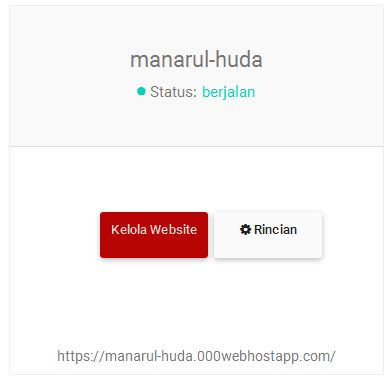 manarul-huda
Status: berjalan
Kelola Website
Rincian
https://manarul-huda.000webhostapp.com/